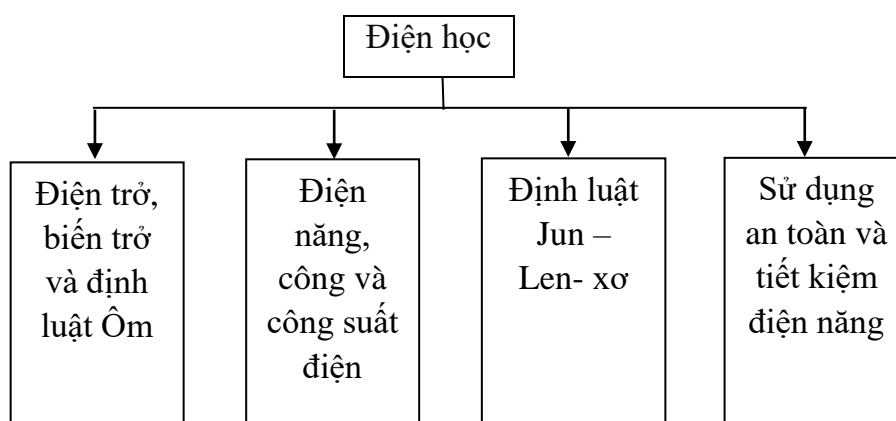 Điện học
Điện trở,
biến trở
và định
luật Ôm
Điện
năng,
công và
công suất
điện
Định luật
Jun –
Len- xơ
Sử dụng
an toàn và
tiết kiệm
điện năng